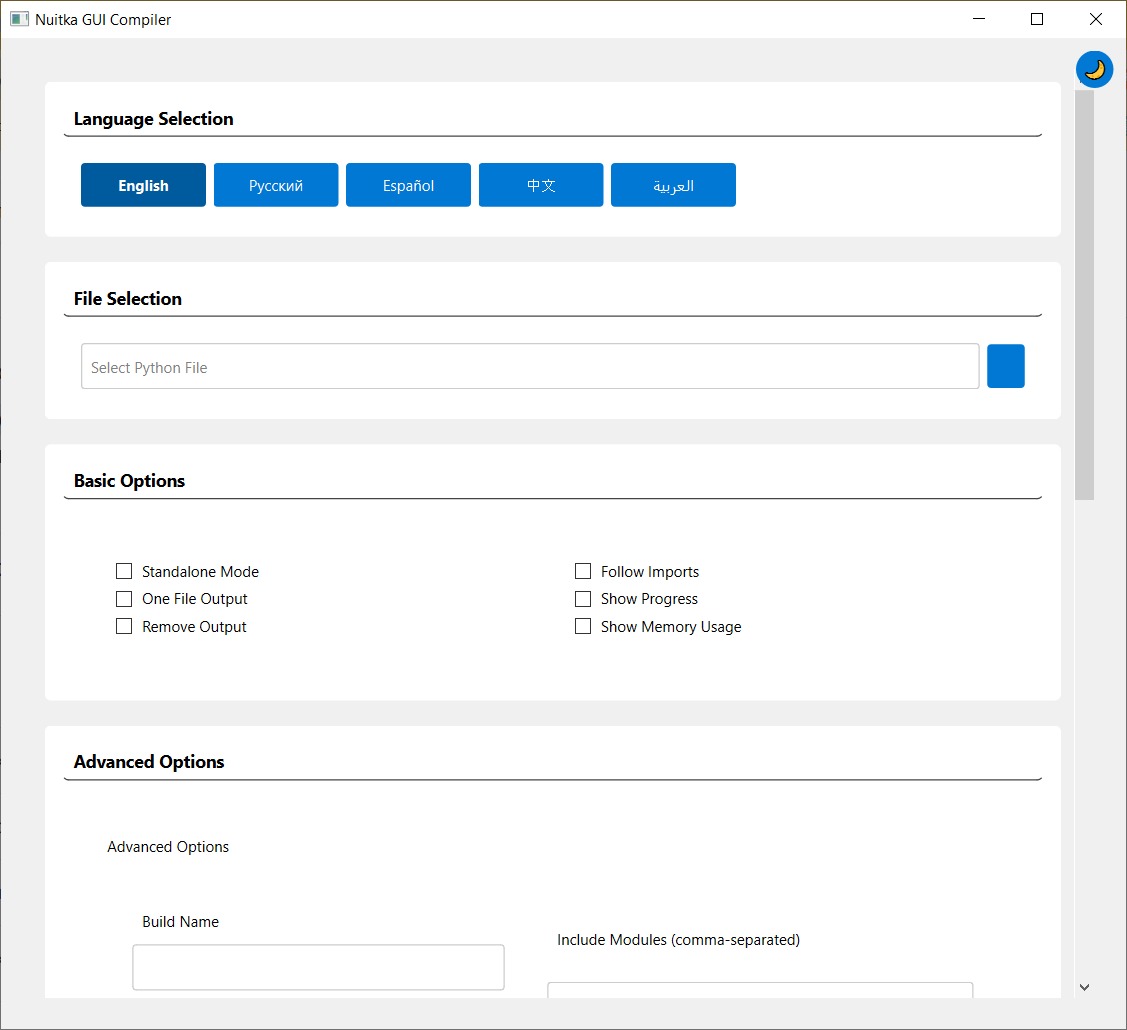 Nuitka GUI Compiler
Language Selection
English Русский Español 中文 العربية
File Selection
Select Python File
Basic Options
Standalone Mode Follow Imports
One File Output Show Progress
Remove Output Show Memory Usage
Advanced Options
Advanced Options
Build Name
Include Modules (comma-separated)